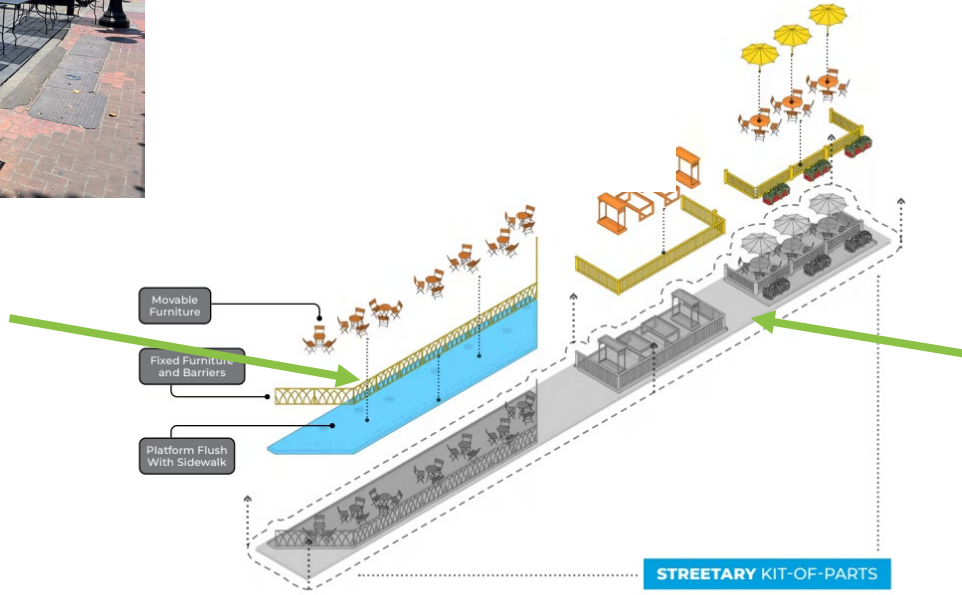 Movable
Furniture
Fixed Furniture
and Barriers
Platform Flush
With Sidewalk
STREETARY KIT-OF-PARTS